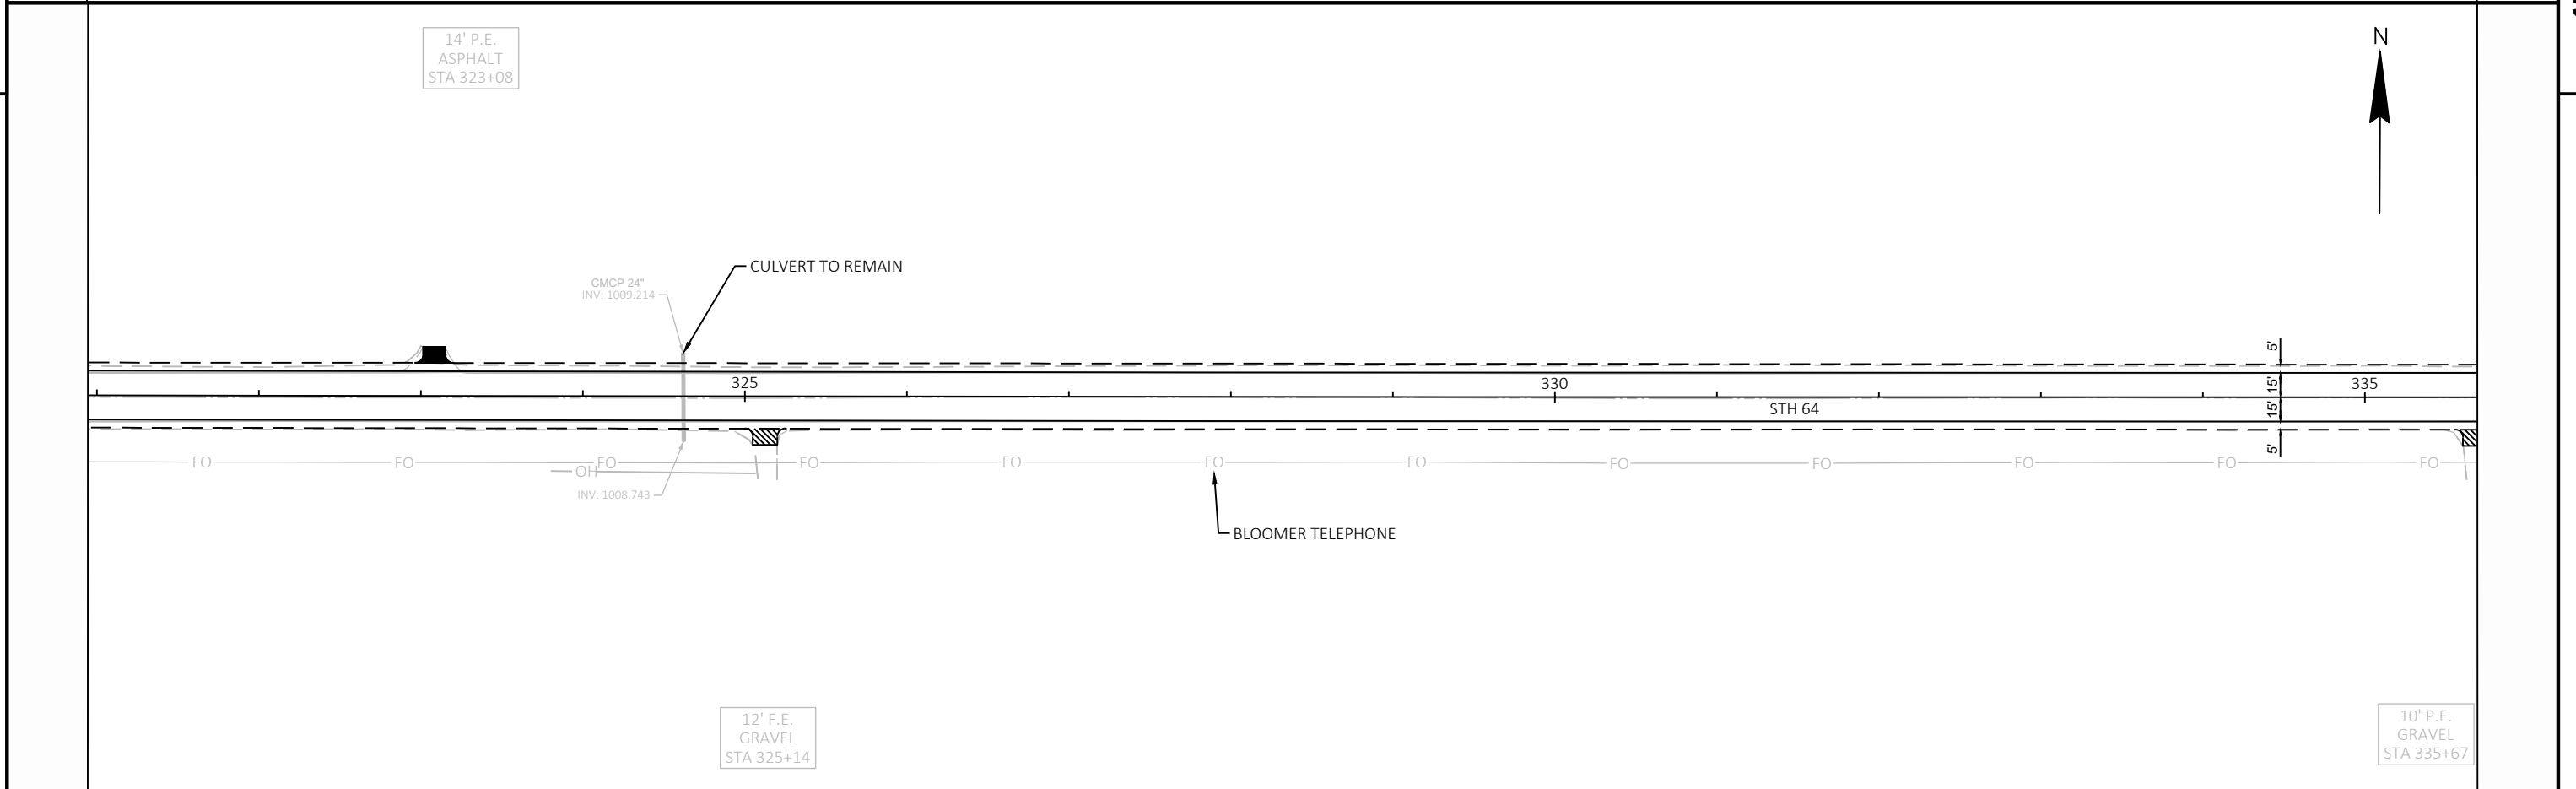 14' P.E.
ASPHALT
STA 323+08
N
CULVERT TO REMAIN
CMCP 24"
INV: 1009.214
5'
325
330
15'
335
STH 64
15'
5'
FO
FO
FO
FO
FO
FO
FO
FO
FO
FO
FO
FO
OH
INV: 1008.743
BLOOMER TELEPHONE
12' F.E.
GRAVEL
STA 325+14
10' P.E.
GRAVEL
STA 335+67